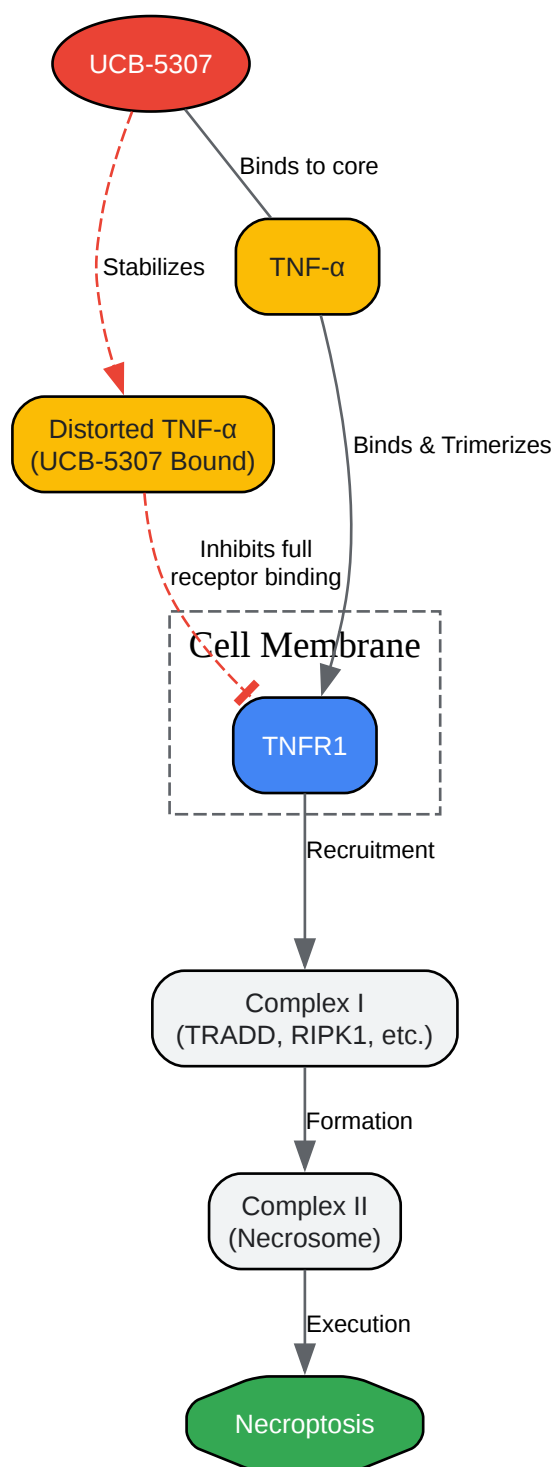 UCB-5307
Binds to core
TNF-α
Stabilizes
Distorted TNF-α
(UCB-5307 Bound)
Binds & Trimerizes
Inhibits full
receptor binding
Cell Membrane
TNFR1
Recruitment
Complex I
(TRADD, RIPK1, etc.)
Formation
Complex II
(Necrosome)
Execution
Necroptosis